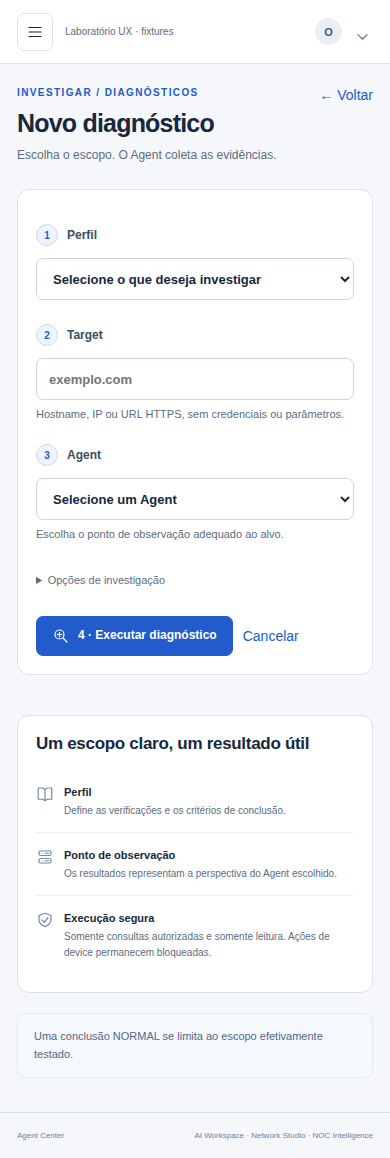 Laboratório UX · fixtures
O
INVESTIGAR / DIAGNÓSTICOS
← Voltar
Novo diagnóstico
Escolha o escopo. O Agent coleta as evidências.
1 Perfil
Selecione o que deseja investigar
2 Target
exemplo.com
Hostname, IP ou URL HTTPS, sem credenciais ou parâmetros.
3 Agent
Selecione um Agent
Escolha o ponto de observação adequado ao alvo.
Opções de investigação
4 · Executar diagnóstico
Cancelar
Um escopo claro, um resultado útil
Perfil
Define as verificações e os critérios de conclusão.
Ponto de observação
Os resultados representam a perspectiva do Agent escolhido.
Execução segura
Somente consultas autorizadas e somente leitura. Ações de
device permanecem bloqueadas.
Uma conclusão NORMAL se limita ao escopo efetivamente
testado.
Agent Center
AI Workspace · Network Studio · NOC Intelligence